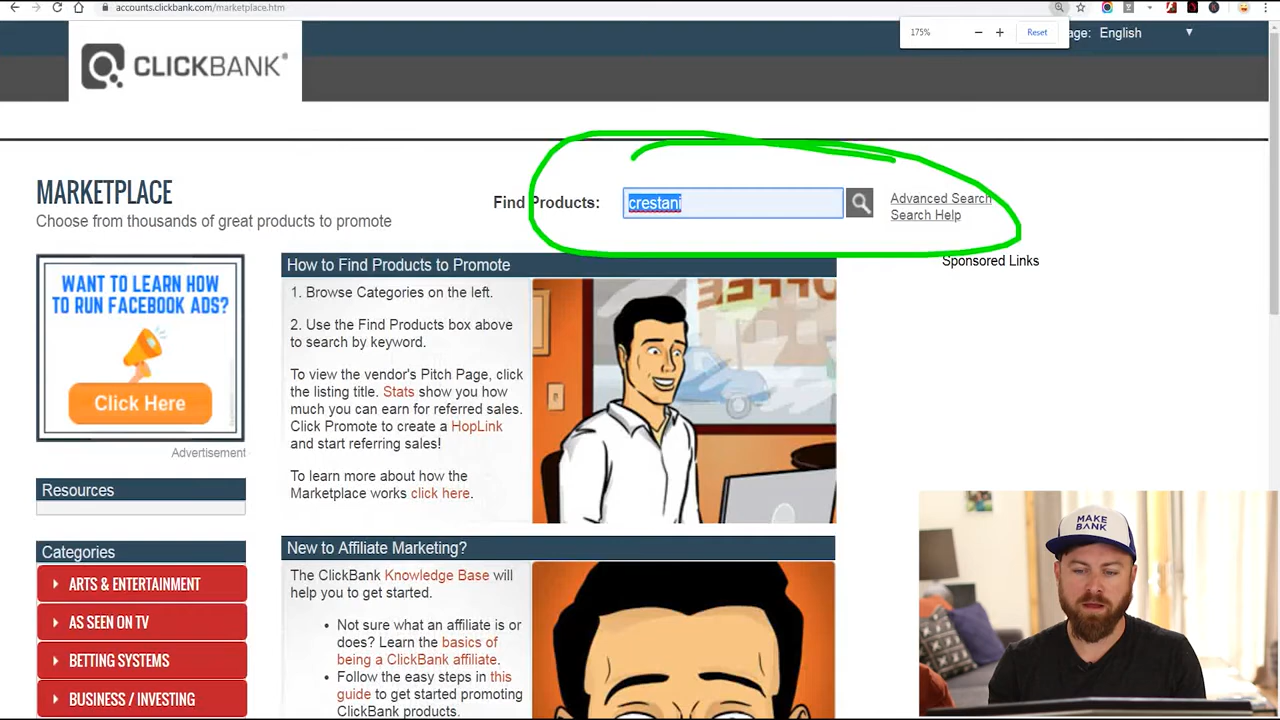 accounts.clickbank.com/marketplace.htm
175%
Reset
age: English
CLICKBANK
MARKETPLACE
Choose from thousands of great products to promote
Find Products:
crestani
Advanced Search
Search Help
Sponsored Links
WANT TO LEARN HOW
TO RUN FACEBOOK ADS?
Click Here
Advertisement
Resources
Categories
ARTS & ENTERTAINMENT
AS SEEN ON TV
BETTING SYSTEMS
BUSINESS / INVESTING
How to Find Products to Promote
1. Browse Categories on the left.
2. Use the Find Products box above
to search by keyword.
To view the vendor's Pitch Page, click
the listing title. Stats show you how
much you can earn for referred sales.
Click Promote to create a HopLink
and start referring sales!
To learn more about how the
Marketplace works click here.
COFFEE
New to Affiliate Marketing?
The ClickBank Knowledge Base will
help you to get started.
• Not sure what an affiliate is or
does? Learn the basics of
being a ClickBank affiliate.
• Follow the easy steps in this
guide to get started promoting
ClickBank products.
MAKE
BANK